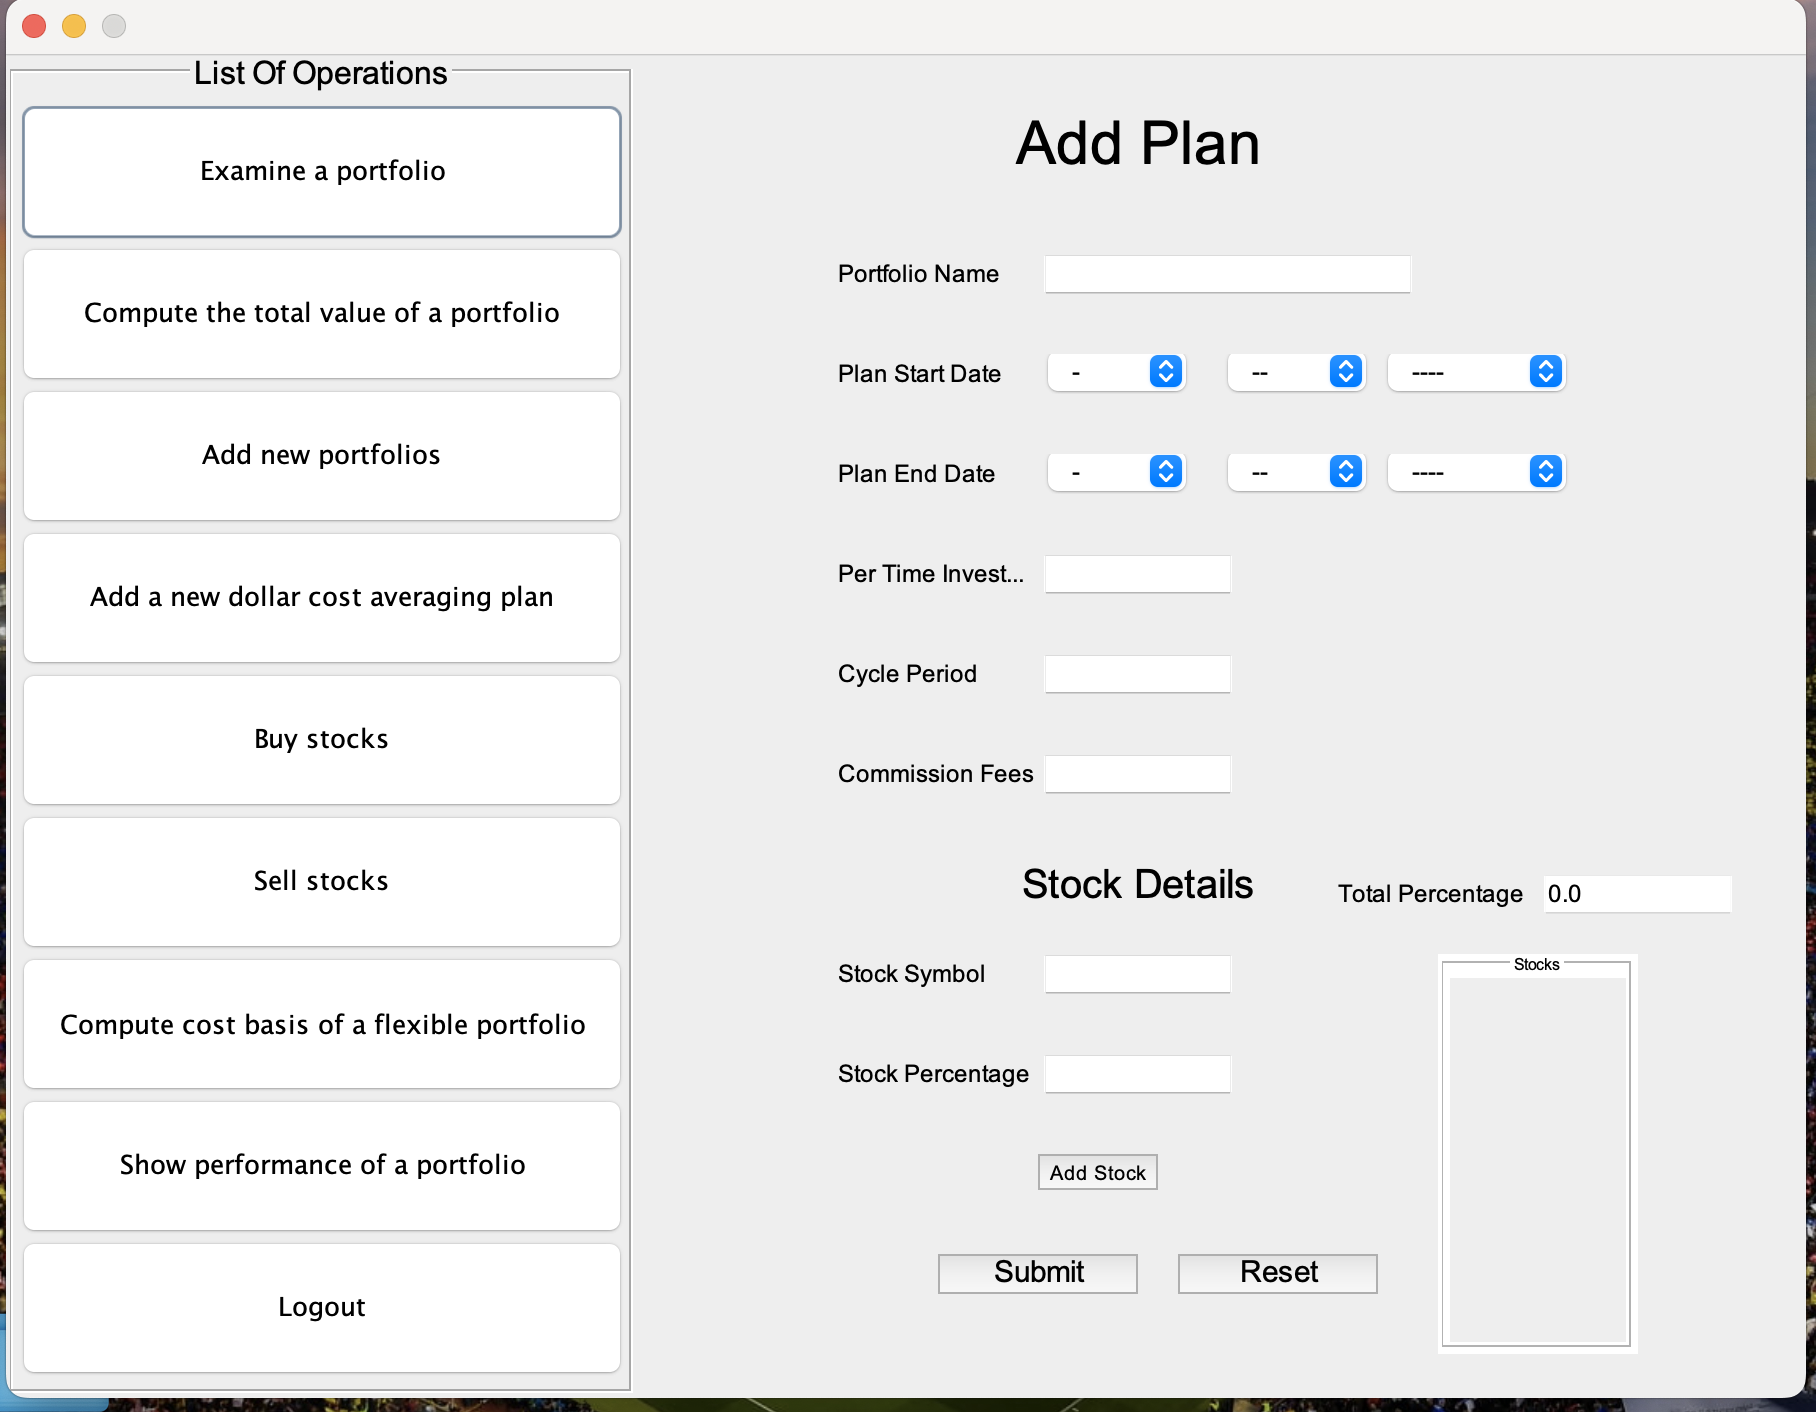 List Of Operations
Examine a portfolio
Compute the total value of a portfolio
Add new portfolios
Add a new dollar cost averaging plan
Buy stocks
Sell stocks
Compute cost basis of a flexible portfolio
Show performance of a portfolio
Logout
Add Plan
Portfolio Name
Plan Start Date - -- ----
Plan End Date - -- ----
Per Time Invest...
Cycle Period
Commission Fees
Stock Details
Total Percentage 0.0
Stock Symbol
Stocks
Stock Percentage
Add Stock
Submit Reset